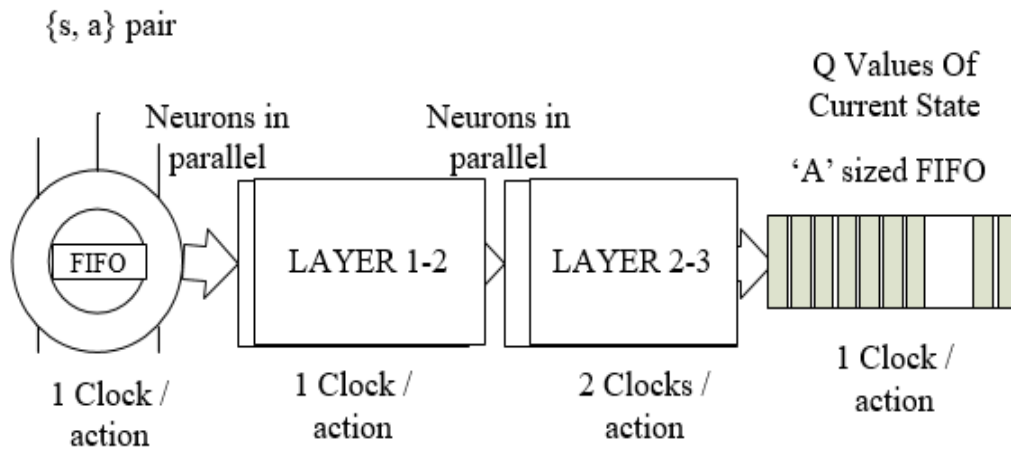 {s, a} pair
Neurons in
parallel
Neurons in
parallel
Q Values Of
Current State
‘A’ sized FIFO
FIFO
LAYER 1-2
LAYER 2-3
1 Clock /
action
1 Clock /
action
2 Clocks /
action
1 Clock /
action